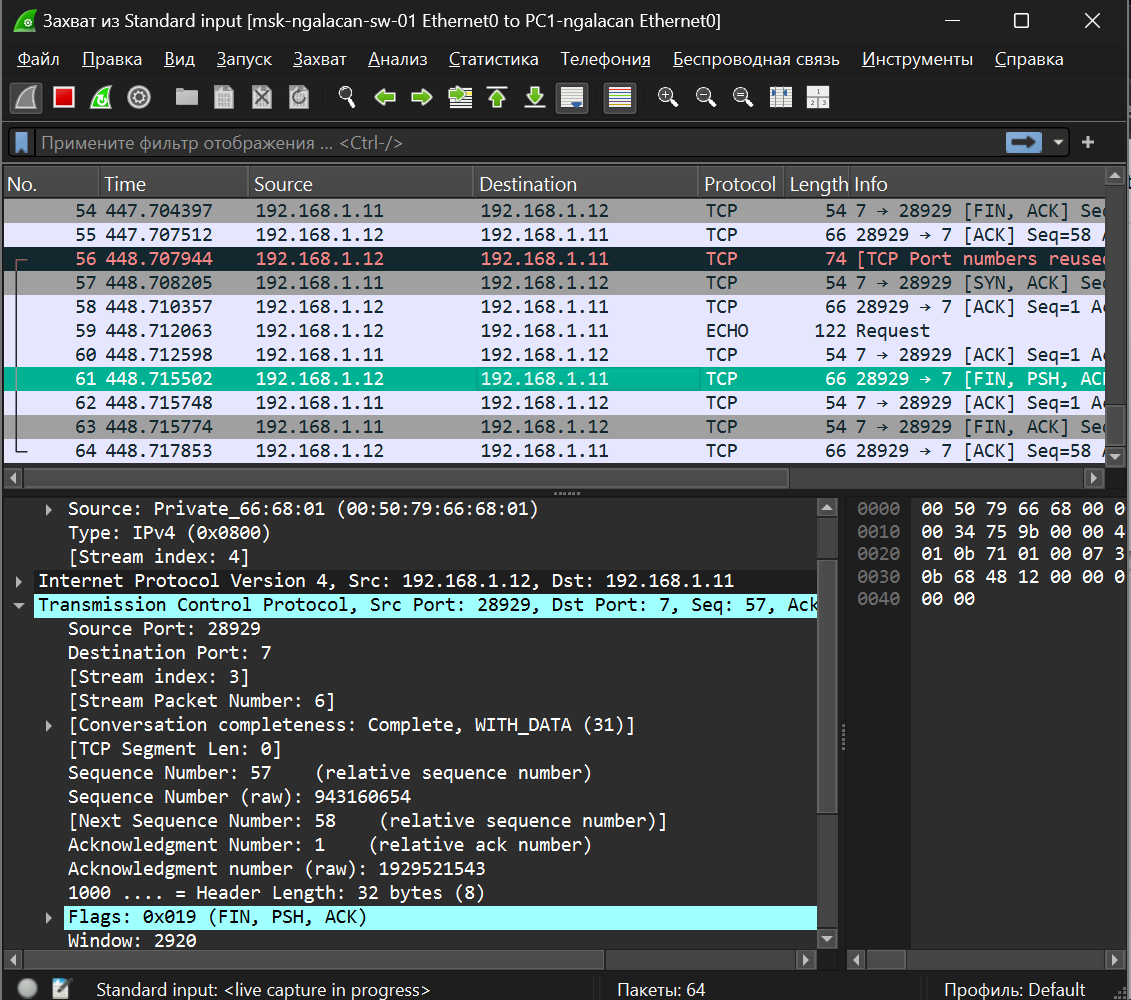 Захват из Standard input [msk-ngalacan-sw-01 Ethernet0 to PC1-ngalacan Ethernet0]
Файл Правка Вид Запуск Захват Анализ Статистика Телефония Беспроводная связь Инструменты Справка
Примените фильтр отображения ... <Ctrl-/>
No. Time Source Destination Protocol Length Info
54 447.704397 192.168.1.11 192.168.1.12 TCP 54 7 → 28929 [FIN, ACK] Se
55 447.707512 192.168.1.12 192.168.1.11 TCP 66 28929 → 7 [ACK] Seq=58
56 448.707944 192.168.1.12 192.168.1.11 TCP 74 [TCP Port numbers reuse
57 448.708205 192.168.1.11 192.168.1.12 TCP 54 7 → 28929 [SYN, ACK] Se
58 448.710357 192.168.1.12 192.168.1.11 TCP 66 28929 → 7 [ACK] Seq=1 A
59 448.712063 192.168.1.12 192.168.1.11 ECHO 122 Request
60 448.712598 192.168.1.11 192.168.1.12 TCP 54 7 → 28929 [ACK] Seq=1 A
61 448.715502 192.168.1.12 192.168.1.11 TCP 66 28929 → 7 [FIN, PSH, AC
62 448.715748 192.168.1.11 192.168.1.12 TCP 54 7 → 28929 [ACK] Seq=1 A
63 448.715774 192.168.1.11 192.168.1.12 TCP 54 7 → 28929 [FIN, ACK] Se
64 448.717853 192.168.1.12 192.168.1.11 TCP 66 28929 → 7 [ACK] Seq=58
Source: Private_66:68:01 (00:50:79:66:68:01)
Type: IPv4 (0x0800)
[Stream index: 4]
Internet Protocol Version 4, Src: 192.168.1.12, Dst: 192.168.1.11
Transmission Control Protocol, Src Port: 28929, Dst Port: 7, Seq: 57, Ack
Source Port: 28929
Destination Port: 7
[Stream index: 3]
[Stream Packet Number: 6]
[Conversation completeness: Complete, WITH_DATA (31)]
[TCP Segment Len: 0]
Sequence Number: 57 (relative sequence number)
Sequence Number (raw): 943160654
[Next Sequence Number: 58 (relative sequence number)]
Acknowledgment Number: 1 (relative ack number)
Acknowledgment number (raw): 1929521543
1000 .... = Header Length: 32 bytes (8)
Flags: 0x019 (FIN, PSH, ACK)
Window: 2920
0000 00 50 79 66 68 00 0
0010 00 34 75 9b 00 00 4
0020 01 0b 71 01 00 07 3
0030 0b 68 48 12 00 00 0
0040 00 00
Standard input: <live capture in progress> Пакеты: 64 Профиль: Default